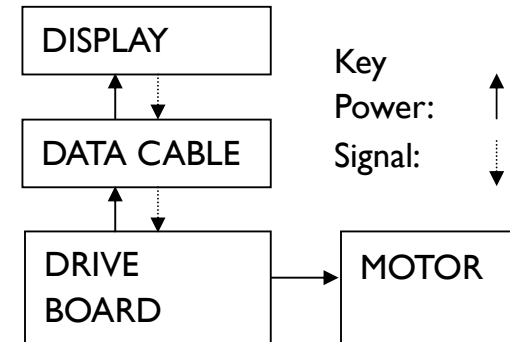 DISPLAY
Key
Power:
Signal:
DATA CABLE
DRIVE
BOARD
MOTOR